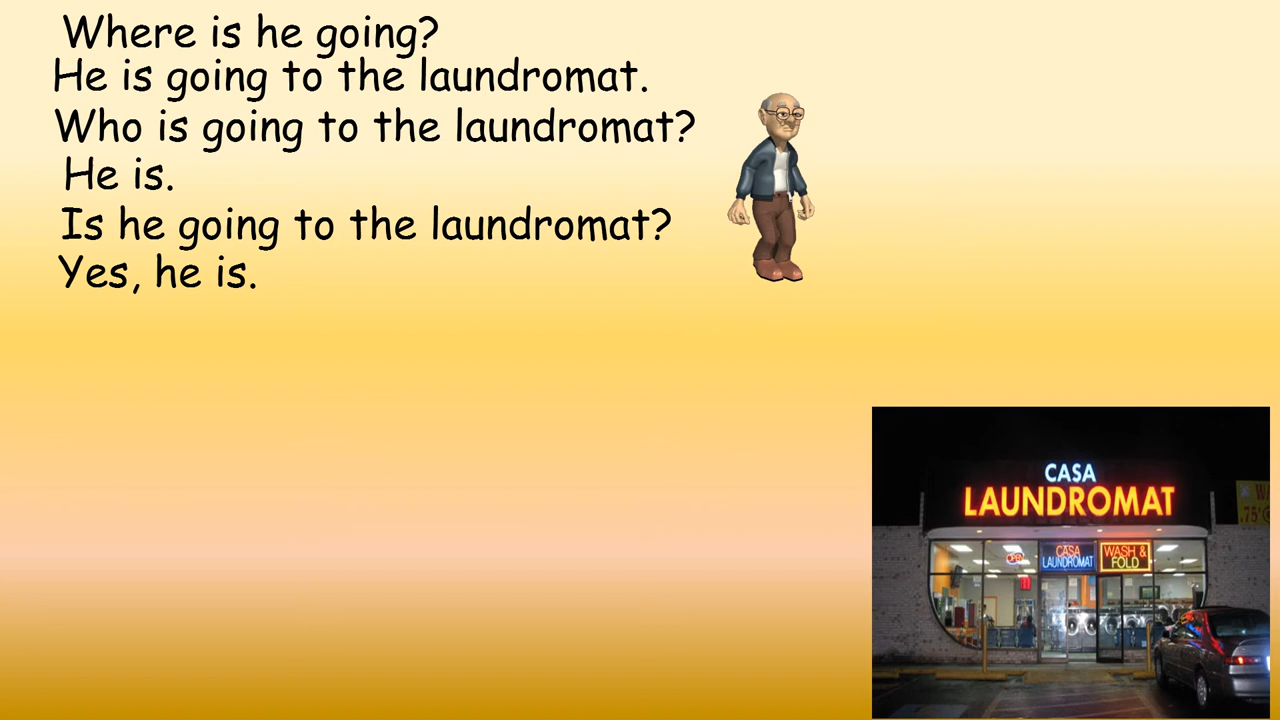 Where is he going?
He is going to the laundromat.
Who is going to the laundromat?
He is.
Is he going to the laundromat?
Yes, he is.
CASA
LAUNDROMAT
OPEN
CASA
LAUNDROMAT
WASH &
FOLD